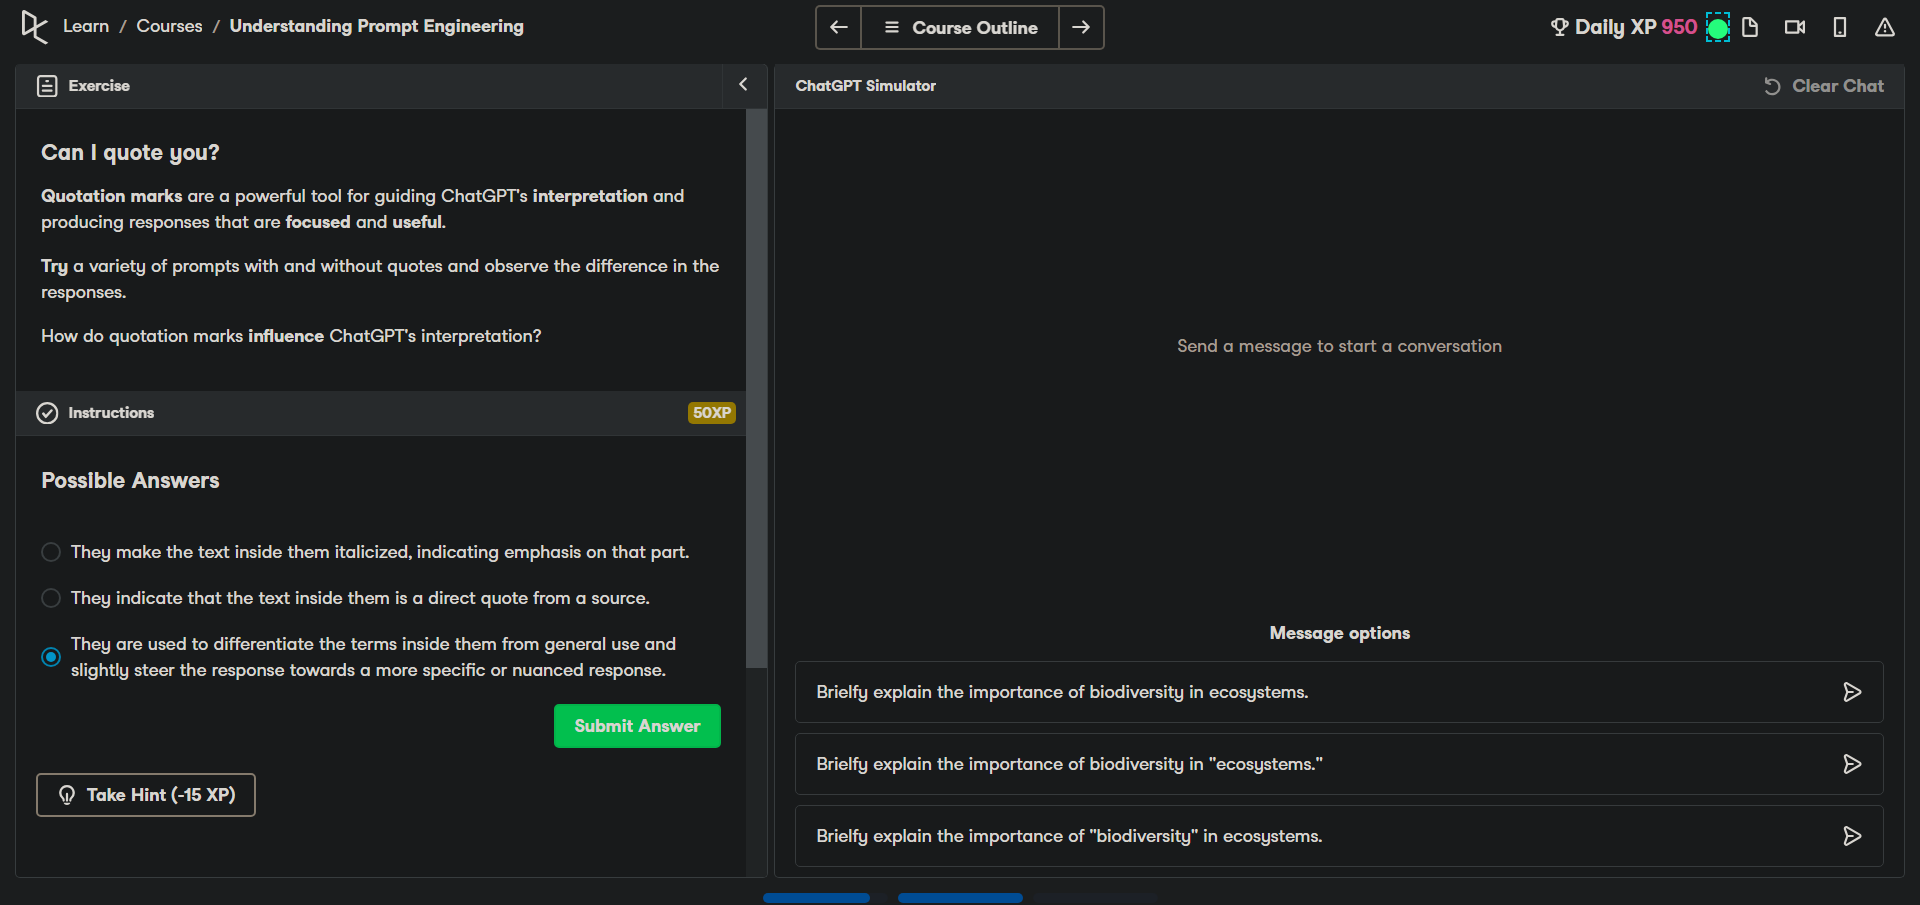 Learn / Courses / Understanding Prompt Engineering
Course Outline
Daily XP 950
Exercise
Can I quote you?
Quotation marks are a powerful tool for guiding ChatGPT's interpretation and
producing responses that are focused and useful.
Try a variety of prompts with and without quotes and observe the difference in the
responses.
How do quotation marks influence ChatGPT's interpretation?
Instructions
50XP
Possible Answers
They make the text inside them italicized, indicating emphasis on that part.
They indicate that the text inside them is a direct quote from a source.
They are used to differentiate the terms inside them from general use and
slightly steer the response towards a more specific or nuanced response.
Submit Answer
Take Hint (-15 XP)
ChatGPT Simulator
Clear Chat
Send a message to start a conversation
Message options
Brielfy explain the importance of biodiversity in ecosystems.
Brielfy explain the importance of biodiversity in "ecosystems."
Brielfy explain the importance of "biodiversity" in ecosystems.